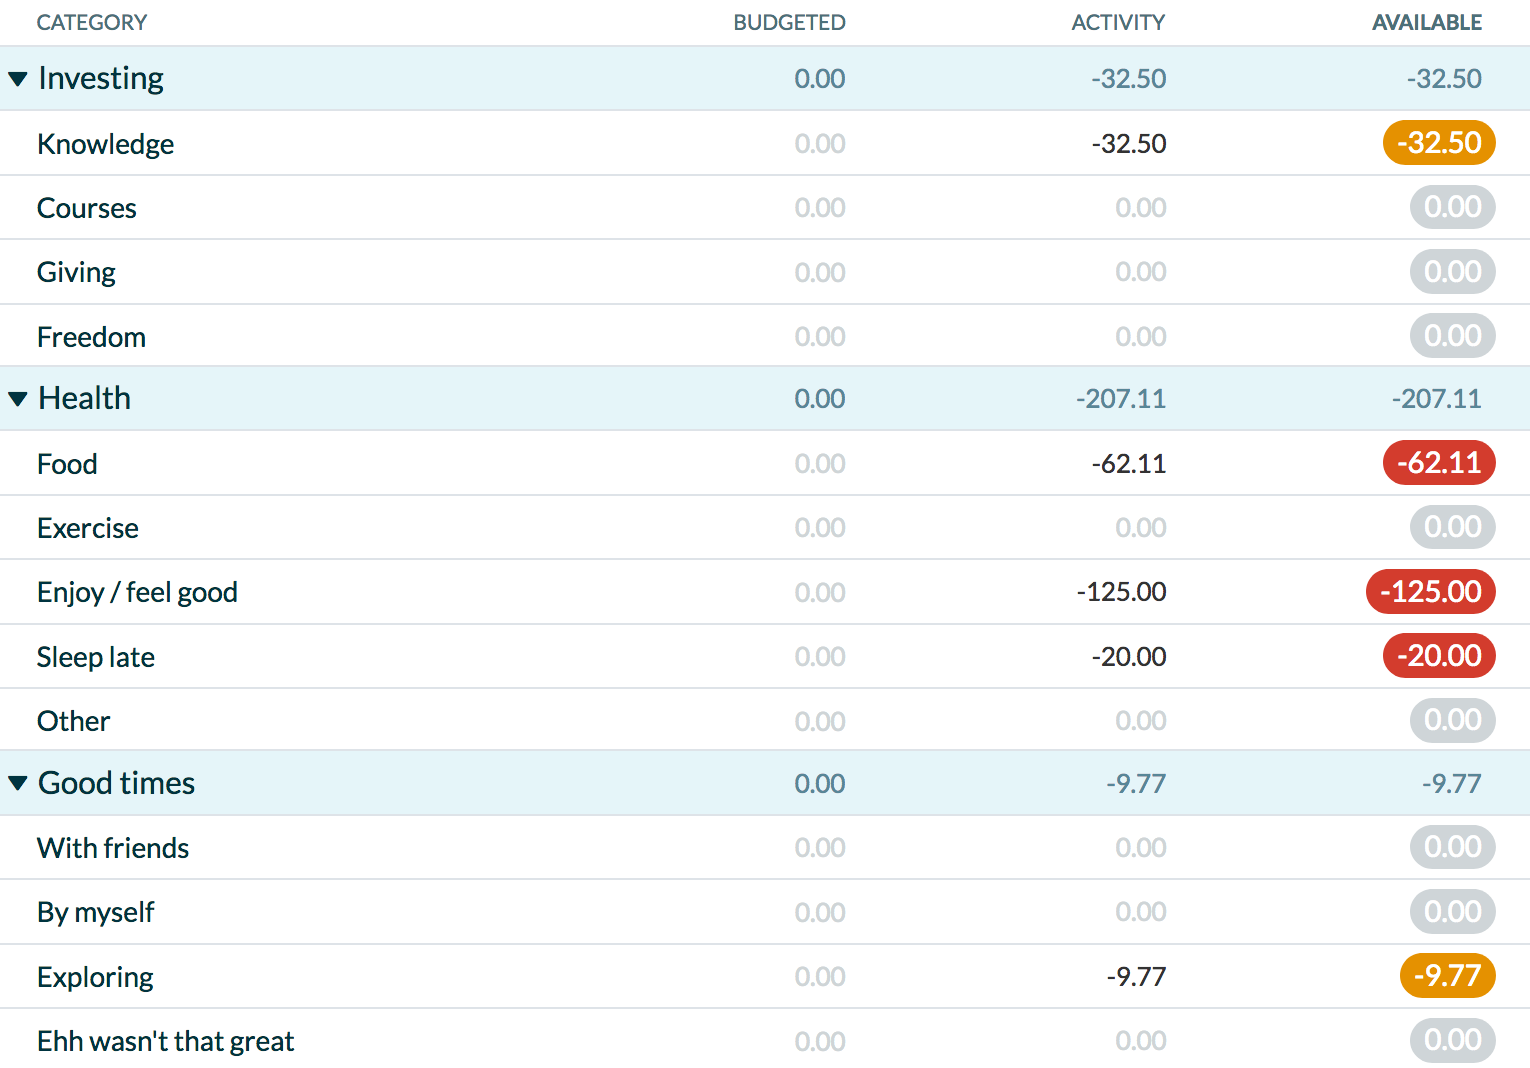 CATEGORY BUDGETED ACTIVITY AVAILABLE
Investing 0.00 -32.50 -32.50
Knowledge 0.00 -32.50 -32.50
Courses 0.00 0.00 0.00
Giving 0.00 0.00 0.00
Freedom 0.00 0.00 0.00
Health 0.00 -207.11 -207.11
Food 0.00 -62.11 -62.11
Exercise 0.00 0.00 0.00
Enjoy / feel good 0.00 -125.00 -125.00
Sleep late 0.00 -20.00 -20.00
Other 0.00 0.00 0.00
Good times 0.00 -9.77 -9.77
With friends 0.00 0.00 0.00
By myself 0.00 0.00 0.00
Exploring 0.00 -9.77 -9.77
Ehh wasn't that great 0.00 0.00 0.00